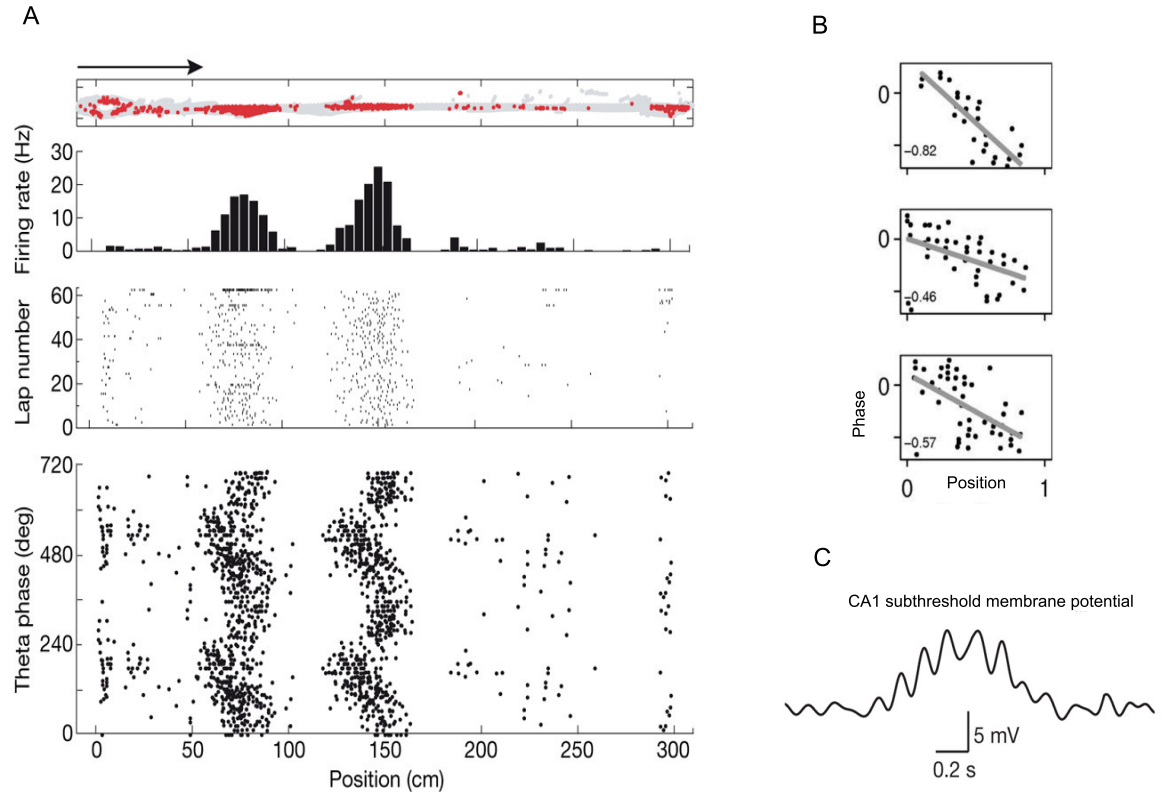 A
Firing rate (Hz)
30
20
10
0
Lap number
60
40
20
0
Theta phase (deg)
720
480
240
0
0 50 100 150 200 250 300
Position (cm)
B
0
−0.82
0
−0.46
Phase
0
−0.57
0 Position 1
C
CA1 subthreshold membrane potential
5 mV
0.2 s